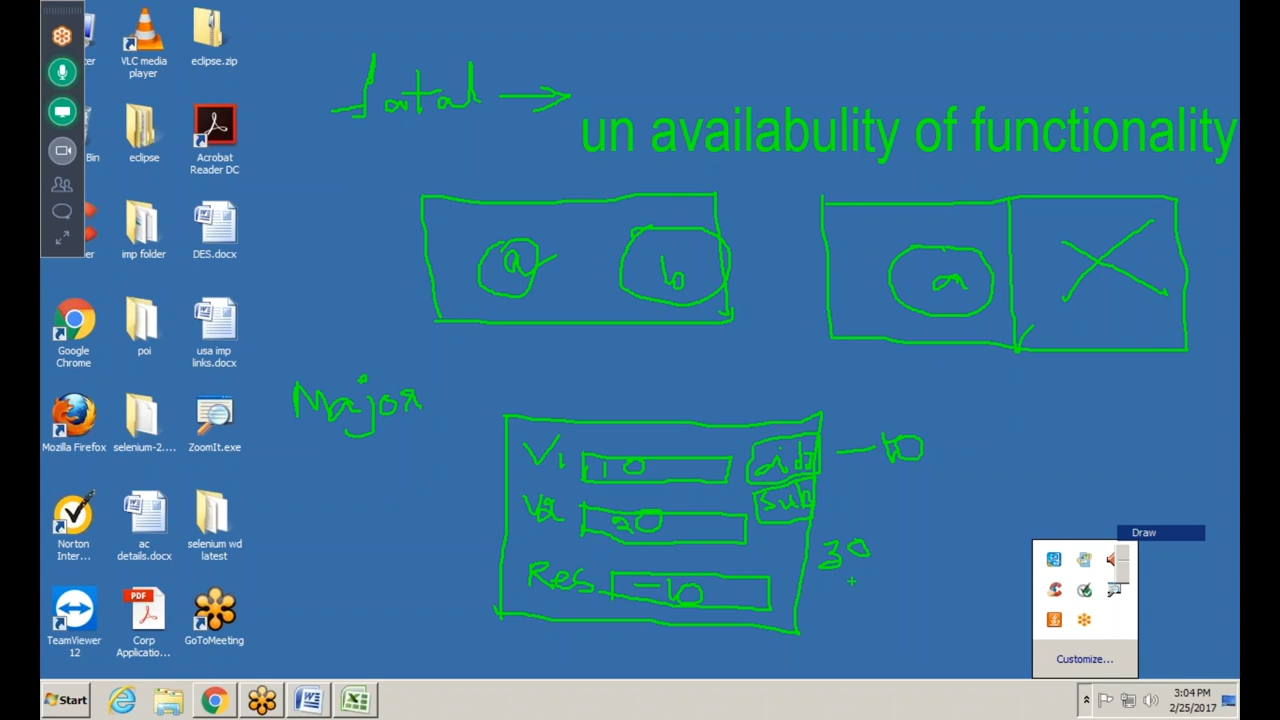 fatal →
un availabulity of functionality
a b
a X
Major
V1 10 add - 10
V2 20 sub
Res -10
30
ter
VLC media player
eclipse.zip
Bin
eclipse
Acrobat Reader DC
er
imp folder
DES.docx
Google Chrome
poi
usa imp links.docx
Mozilla Firefox
selenium-2....
ZoomIt.exe
Norton Inter...
ac details.docx
selenium wd latest
TeamViewer 12
Corp Applicatio...
GoToMeeting
Draw
Customize...
Start
3:04 PM
2/25/2017